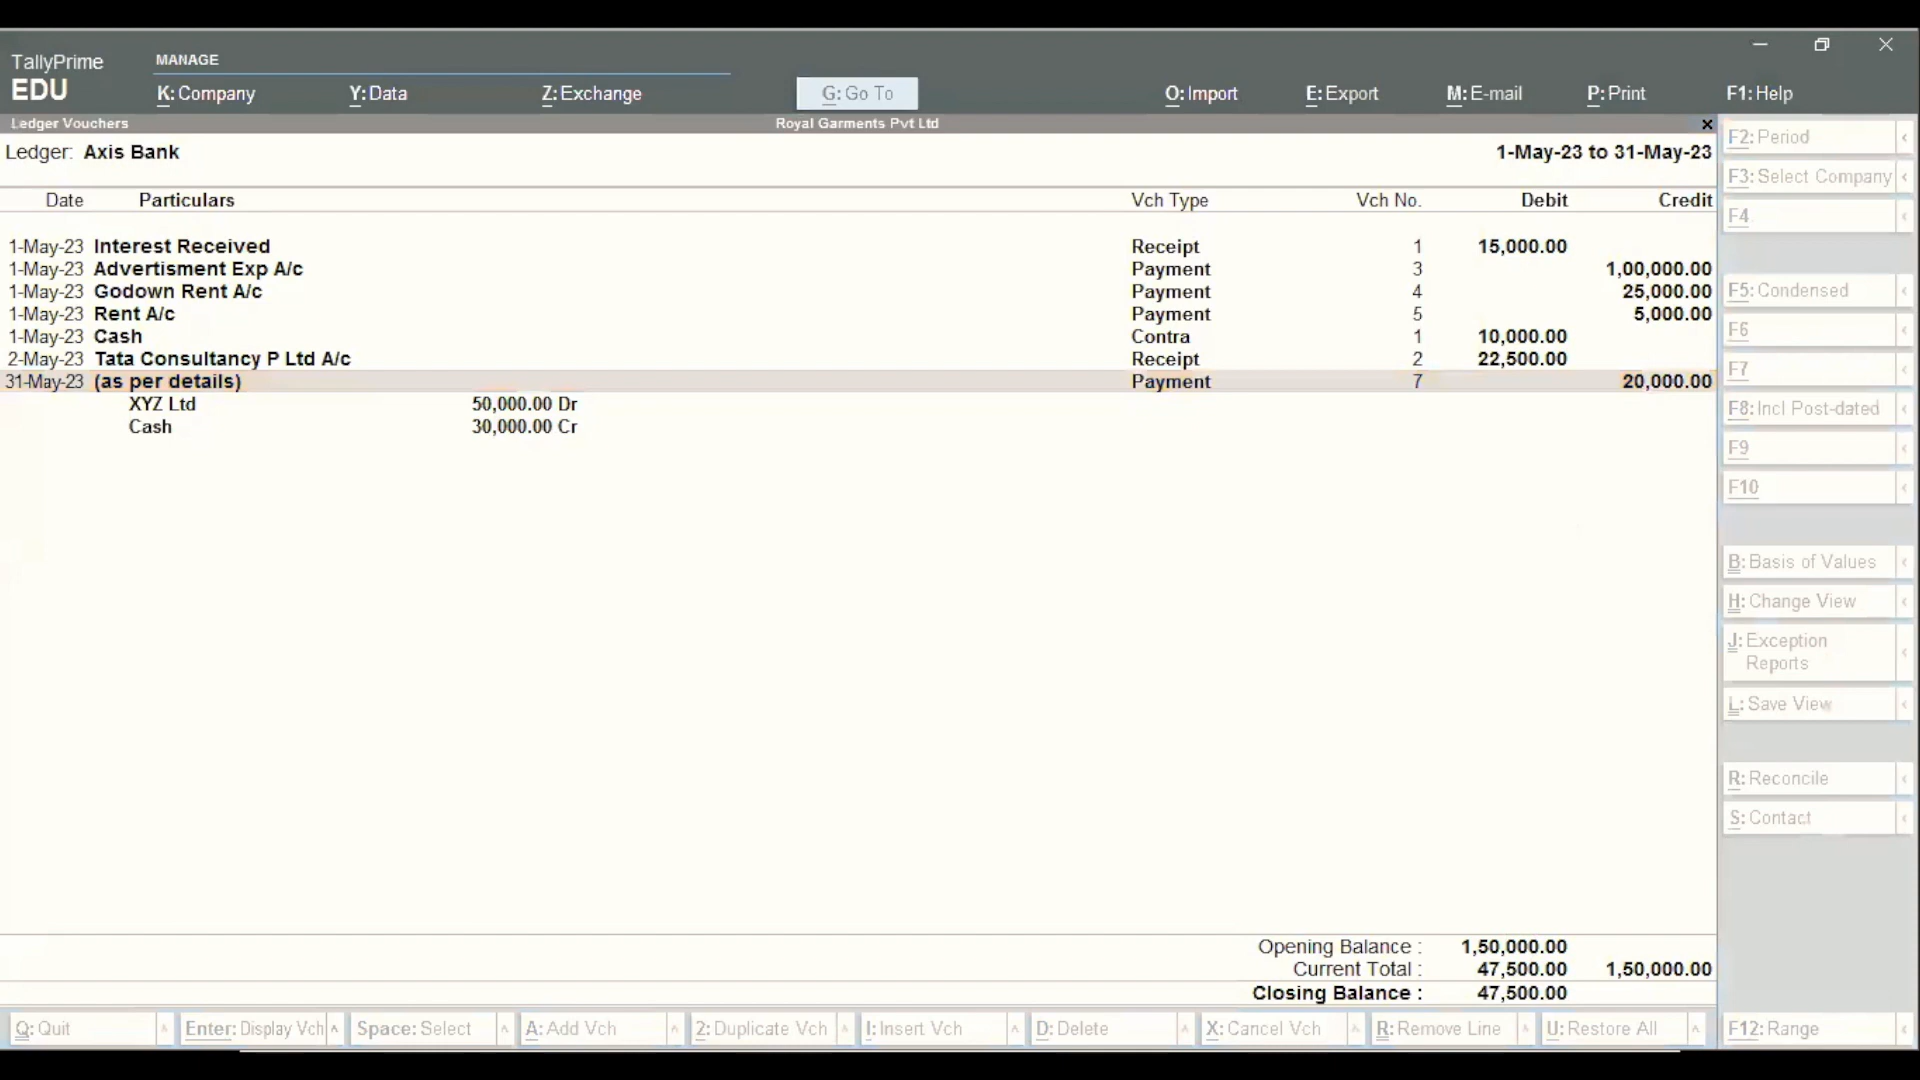 TallyPrime
EDU
MANAGE
K: Company Y: Data Z: Exchange G: Go To O: Import E: Export M: E-mail P: Print F1: Help
Ledger Vouchers Royal Garments Pvt Ltd x
Ledger: Axis Bank 1-May-23 to 31-May-23
Date Particulars Vch Type Vch No. Debit Credit
1-May-23 Interest Received Receipt 1 15,000.00
1-May-23 Advertisment Exp A/c Payment 3 1,00,000.00
1-May-23 Godown Rent A/c Payment 4 25,000.00
1-May-23 Rent A/c Payment 5 5,000.00
1-May-23 Cash Contra 1 10,000.00
2-May-23 Tata Consultancy P Ltd A/c Receipt 2 22,500.00
31-May-23 (as per details) Payment 7 20,000.00
XYZ Ltd 50,000.00 Dr
Cash 30,000.00 Cr
Opening Balance : 1,50,000.00
Current Total : 47,500.00 1,50,000.00
Closing Balance : 47,500.00
F2: Period
F3: Select Company
F4
F5: Condensed
F6
F7
F8: Incl Post-dated
F9
F10
B: Basis of Values
H: Change View
J: Exception
Reports
L: Save View
R: Reconcile
S: Contact
Q: Quit Enter: Display Vch Space: Select A: Add Vch 2: Duplicate Vch I: Insert Vch D: Delete X: Cancel Vch R: Remove Line U: Restore All F12: Range